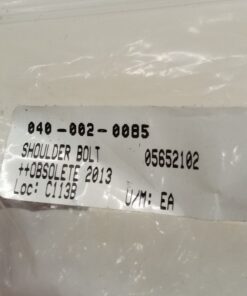 040-002-0085
SHOULDER BOLT 05652102
++OBSOLETE 2013
Loc: C113B U/M: EA